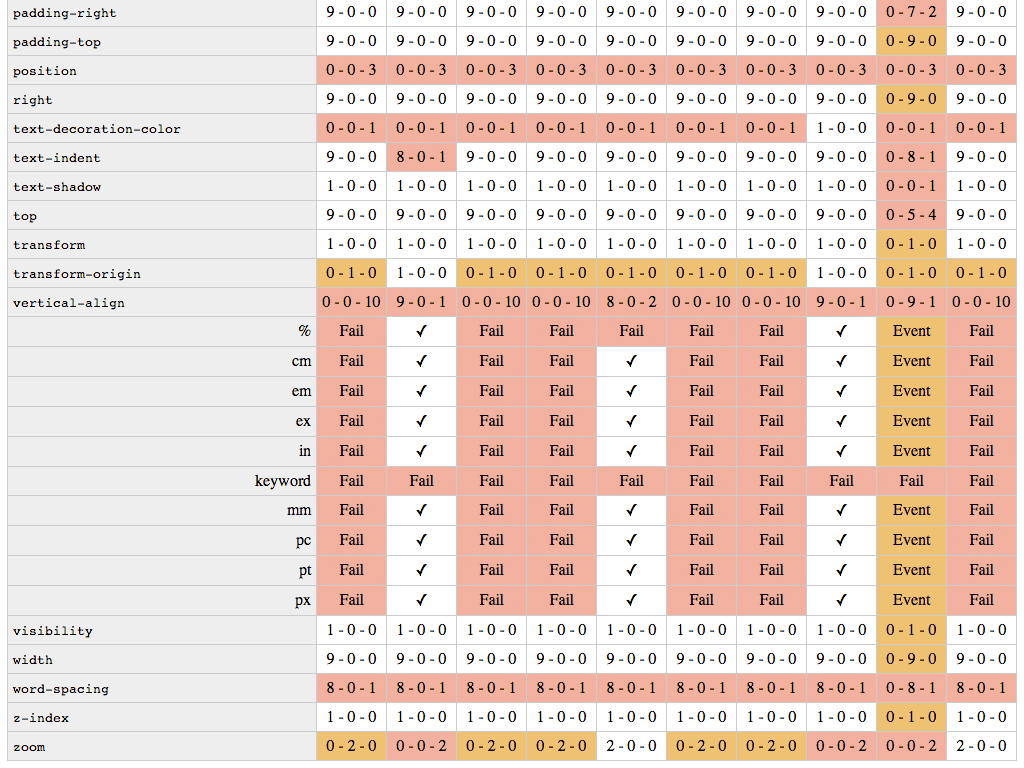 padding-right 9-0-0 9-0-0 9-0-0 9-0-0 9-0-0 9-0-0 9-0-0 9-0-0 0-7-2 9-0-0
padding-top 9-0-0 9-0-0 9-0-0 9-0-0 9-0-0 9-0-0 9-0-0 9-0-0 0-9-0 9-0-0
position 0-0-3 0-0-3 0-0-3 0-0-3 0-0-3 0-0-3 0-0-3 0-0-3 0-0-3 0-0-3
right 9-0-0 9-0-0 9-0-0 9-0-0 9-0-0 9-0-0 9-0-0 9-0-0 0-9-0 9-0-0
text-decoration-color 0-0-1 0-0-1 0-0-1 0-0-1 0-0-1 0-0-1 0-0-1 1-0-0 0-0-1 0-0-1
text-indent 9-0-0 8-0-1 9-0-0 9-0-0 9-0-0 9-0-0 9-0-0 9-0-0 0-8-1 9-0-0
text-shadow 1-0-0 1-0-0 1-0-0 1-0-0 1-0-0 1-0-0 1-0-0 1-0-0 0-0-1 1-0-0
top 9-0-0 9-0-0 9-0-0 9-0-0 9-0-0 9-0-0 9-0-0 9-0-0 0-5-4 9-0-0
transform 1-0-0 1-0-0 1-0-0 1-0-0 1-0-0 1-0-0 1-0-0 1-0-0 0-1-0 1-0-0
transform-origin 0-1-0 1-0-0 0-1-0 0-1-0 0-1-0 0-1-0 0-1-0 1-0-0 0-1-0 0-1-0
vertical-align 0-0-10 9-0-1 0-0-10 0-0-10 8-0-2 0-0-10 0-0-10 9-0-1 0-9-1 0-0-10
% Fail ✓ Fail Fail Fail Fail Fail ✓ Event Fail
cm Fail ✓ Fail Fail ✓ Fail Fail ✓ Event Fail
em Fail ✓ Fail Fail ✓ Fail Fail ✓ Event Fail
ex Fail ✓ Fail Fail ✓ Fail Fail ✓ Event Fail
in Fail ✓ Fail Fail ✓ Fail Fail ✓ Event Fail
keyword Fail Fail Fail Fail Fail Fail Fail Fail Fail Fail
mm Fail ✓ Fail Fail ✓ Fail Fail ✓ Event Fail
pc Fail ✓ Fail Fail ✓ Fail Fail ✓ Event Fail
pt Fail ✓ Fail Fail ✓ Fail Fail ✓ Event Fail
px Fail ✓ Fail Fail ✓ Fail Fail ✓ Event Fail
visibility 1-0-0 1-0-0 1-0-0 1-0-0 1-0-0 1-0-0 1-0-0 1-0-0 0-1-0 1-0-0
width 9-0-0 9-0-0 9-0-0 9-0-0 9-0-0 9-0-0 9-0-0 9-0-0 0-9-0 9-0-0
word-spacing 8-0-1 8-0-1 8-0-1 8-0-1 8-0-1 8-0-1 8-0-1 8-0-1 0-8-1 8-0-1
z-index 1-0-0 1-0-0 1-0-0 1-0-0 1-0-0 1-0-0 1-0-0 1-0-0 0-1-0 1-0-0
zoom 0-2-0 0-0-2 0-2-0 0-2-0 2-0-0 0-2-0 0-2-0 0-0-2 0-0-2 2-0-0